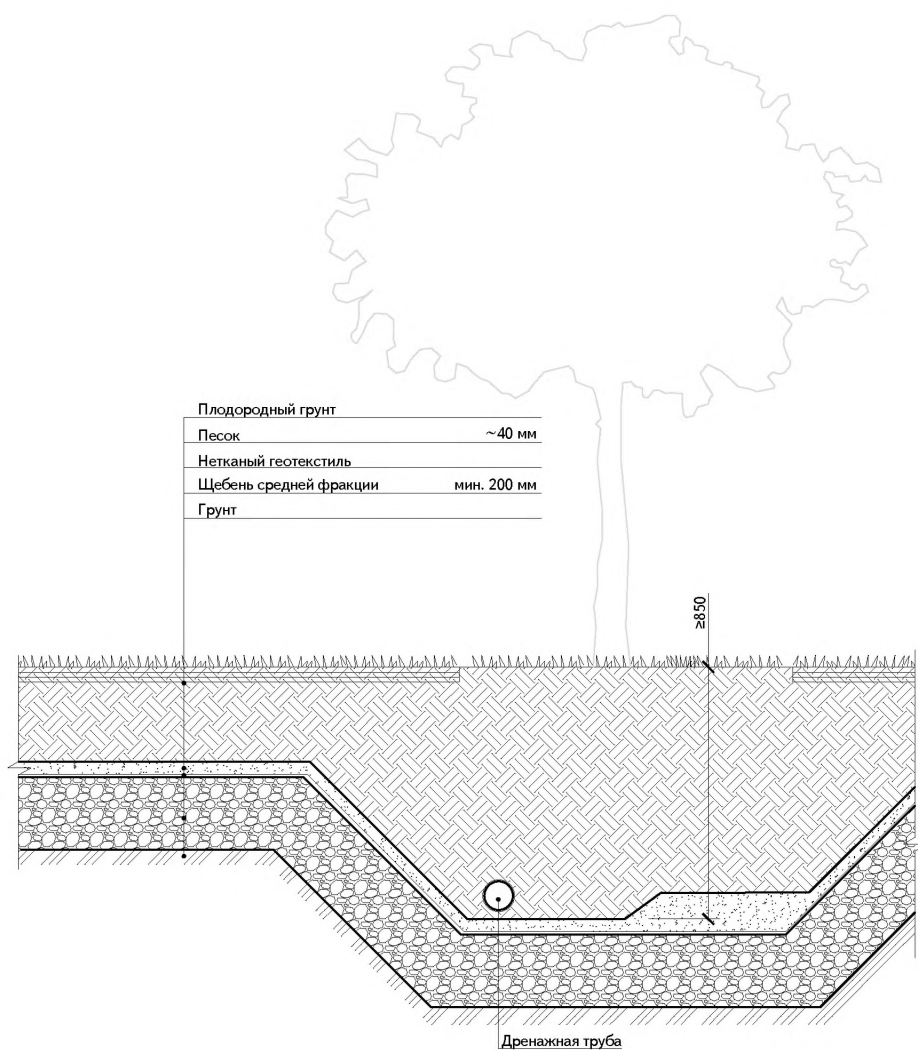 Плодородный грунт
Песок ~40 мм
Нетканый геотекстиль
Щебень средней фракции мин. 200 мм
Грунт
≥850
Дренажная труба